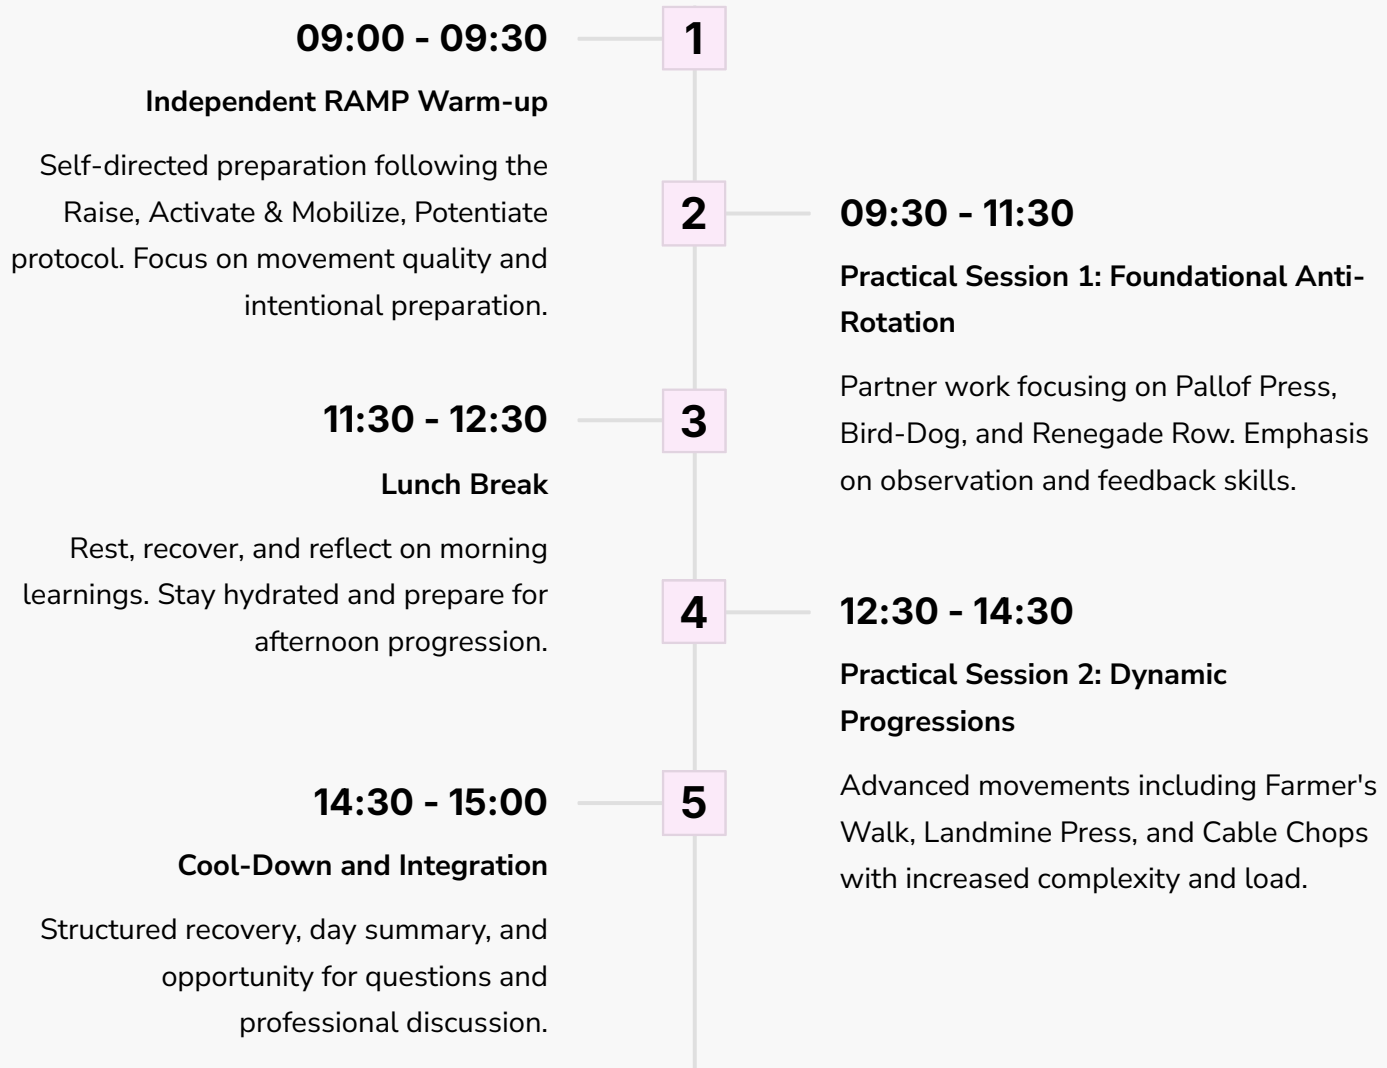 09:00 - 09:30
1
Independent RAMP Warm-up
Self-directed preparation following the
Raise, Activate & Mobilize, Potentiate
protocol. Focus on movement quality and
intentional preparation.
2
09:30 - 11:30
Practical Session 1: Foundational Anti-
Rotation
Partner work focusing on Pallof Press,
Bird-Dog, and Renegade Row. Emphasis
on observation and feedback skills.
11:30 - 12:30
3
Lunch Break
Rest, recover, and reflect on morning
learnings. Stay hydrated and prepare for
afternoon progression.
4
12:30 - 14:30
Practical Session 2: Dynamic
Progressions
Advanced movements including Farmer's
Walk, Landmine Press, and Cable Chops
with increased complexity and load.
14:30 - 15:00
5
Cool-Down and Integration
Structured recovery, day summary, and
opportunity for questions and
professional discussion.